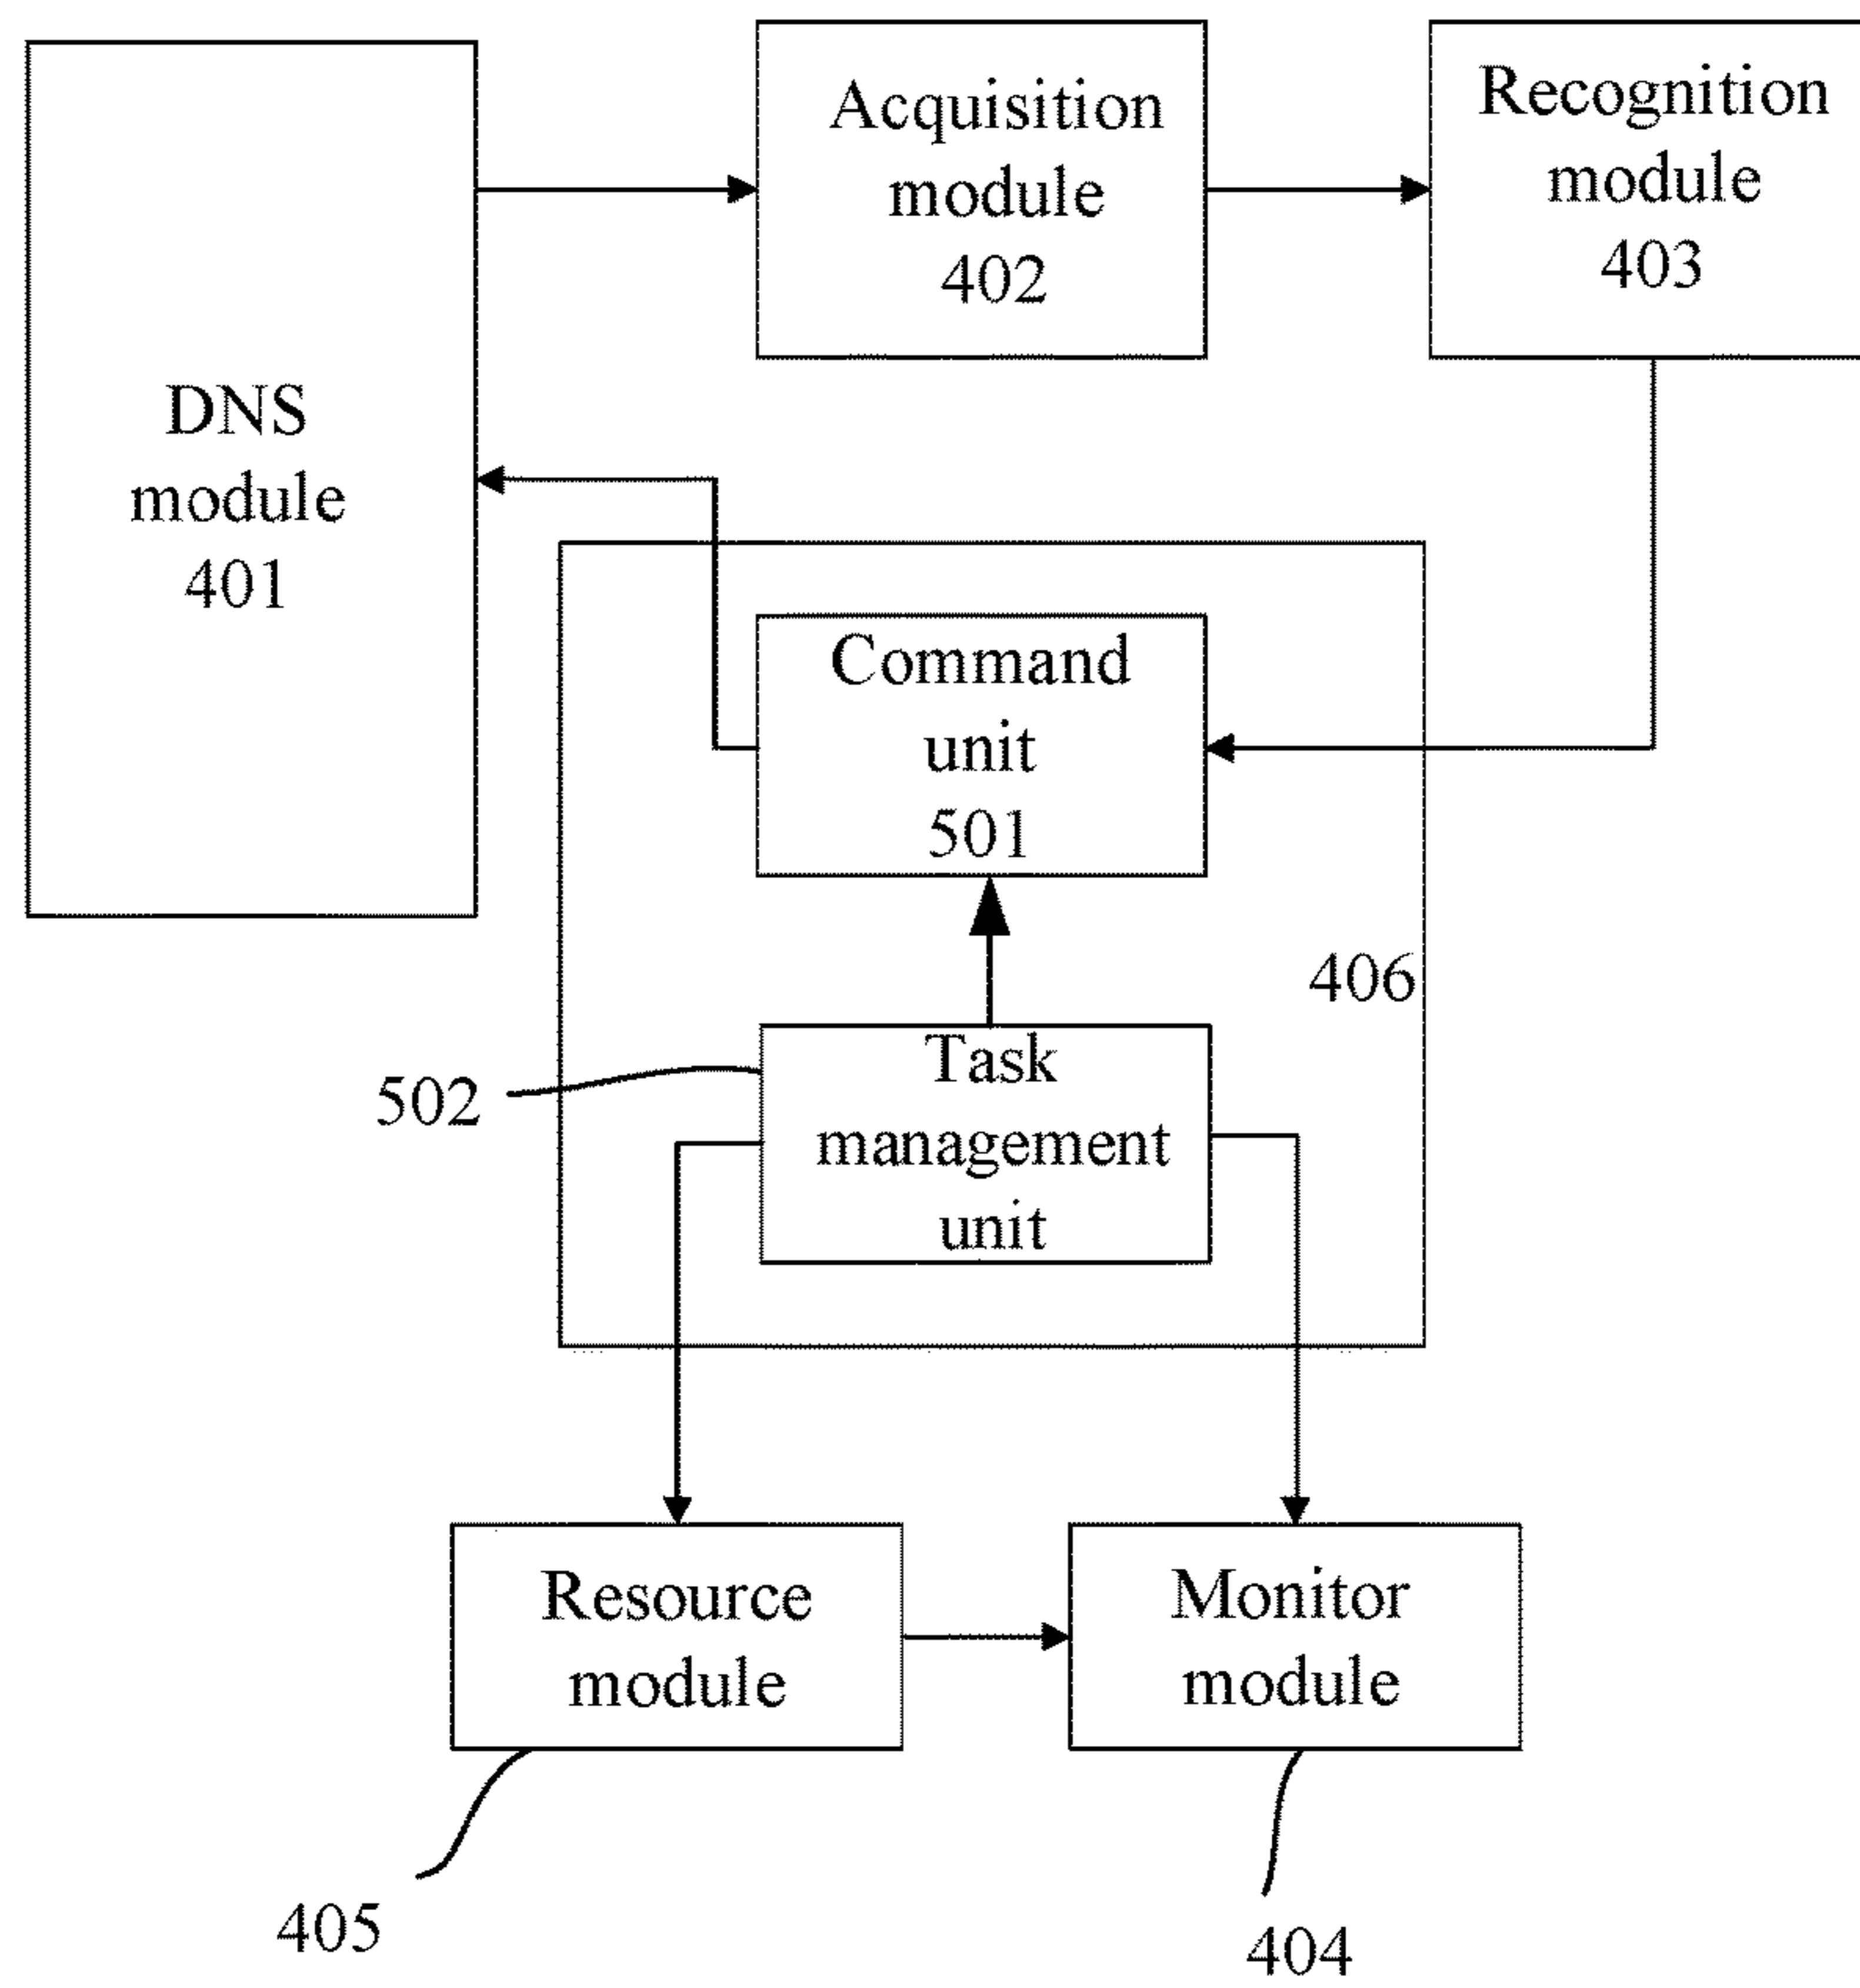 DNS
module
401
Acquisition
module
402
Recognition
module
403
Command
unit
501
406
502
Task
management
unit
Resource
module
Monitor
module
405
404